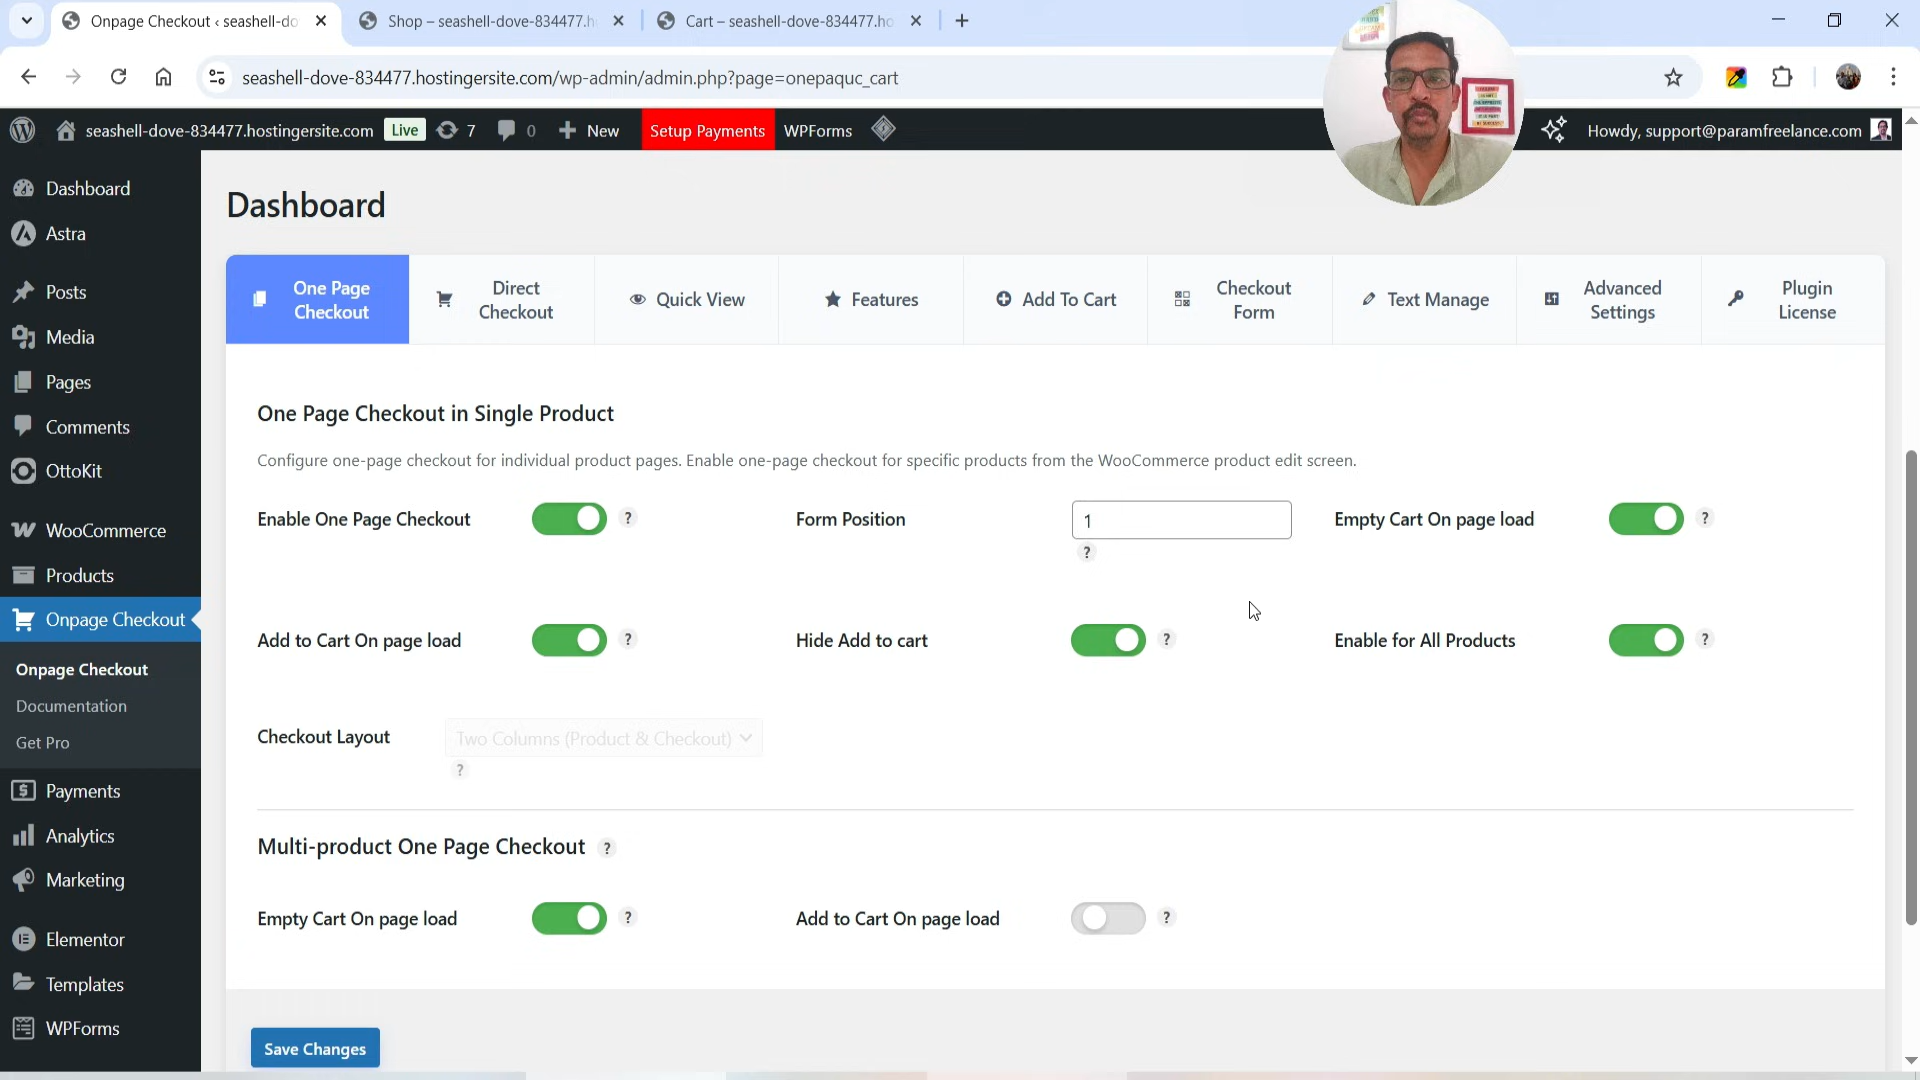 Onpage Checkout ‹ seashell-do
Shop – seashell-dove-834477.h
Cart – seashell-dove-834477.ho
seashell-dove-834477.hostingersite.com/wp-admin/admin.php?page=onepaquc_cart
seashell-dove-834477.hostingersite.com
Live
7
0
New
Setup Payments
WPForms
Howdy, support@paramfreelance.com
Dashboard
Astra
Posts
Media
Pages
Comments
OttoKit
WooCommerce
Products
Onpage Checkout
Onpage Checkout
Documentation
Get Pro
Payments
Analytics
Marketing
Elementor
Templates
WPForms
Dashboard
One Page
Checkout
Direct
Checkout
Quick View
Features
Add To Cart
Checkout
Form
Text Manage
Advanced
Settings
Plugin
License
One Page Checkout in Single Product
Configure one-page checkout for individual product pages. Enable one-page checkout for specific products from the WooCommerce product edit screen.
Enable One Page Checkout
?
Form Position
1
?
Empty Cart On page load
?
Add to Cart On page load
?
Hide Add to cart
?
Enable for All Products
?
Checkout Layout
Two Columns (Product & Checkout)
?
Multi-product One Page Checkout ?
Empty Cart On page load
?
Add to Cart On page load
?
Save Changes